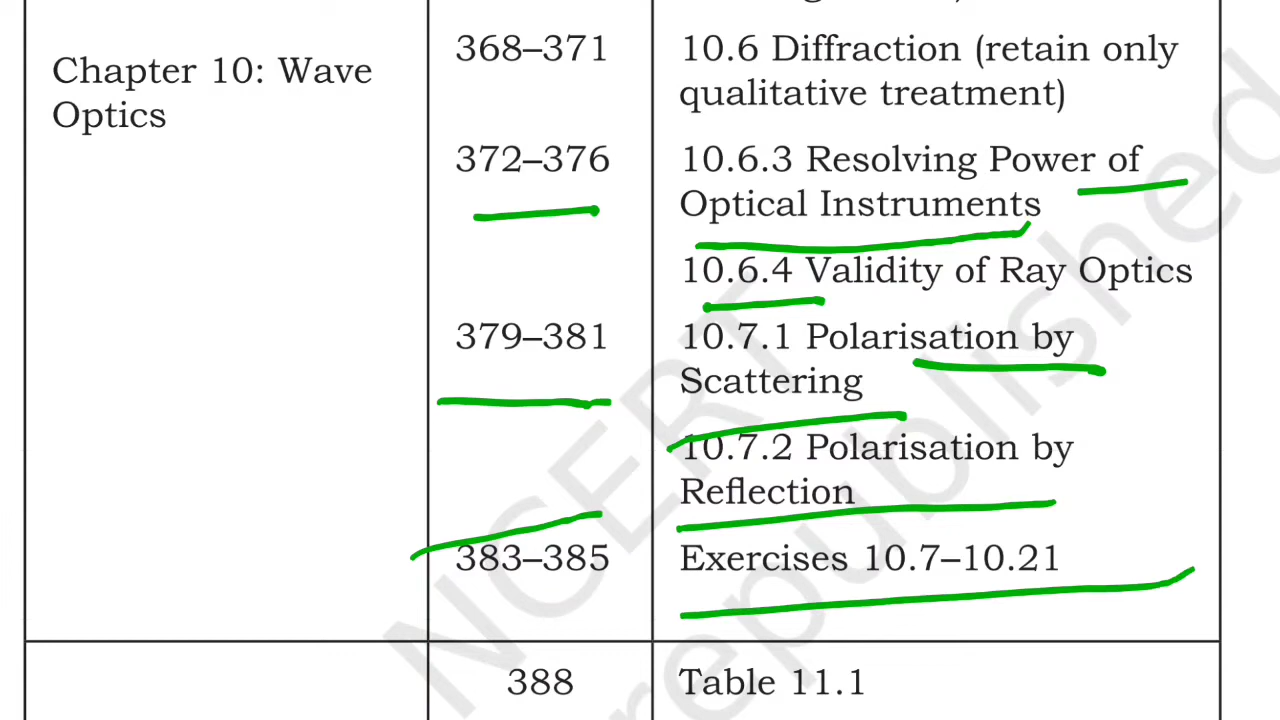 Chapter 10: Wave
Optics
368–371
10.6 Diffraction (retain only
qualitative treatment)
372–376
10.6.3 Resolving Power of
Optical Instruments
10.6.4 Validity of Ray Optics
379–381
10.7.1 Polarisation by
Scattering
10.7.2 Polarisation by
Reflection
383–385
Exercises 10.7–10.21
388
Table 11.1
NCERT
republished